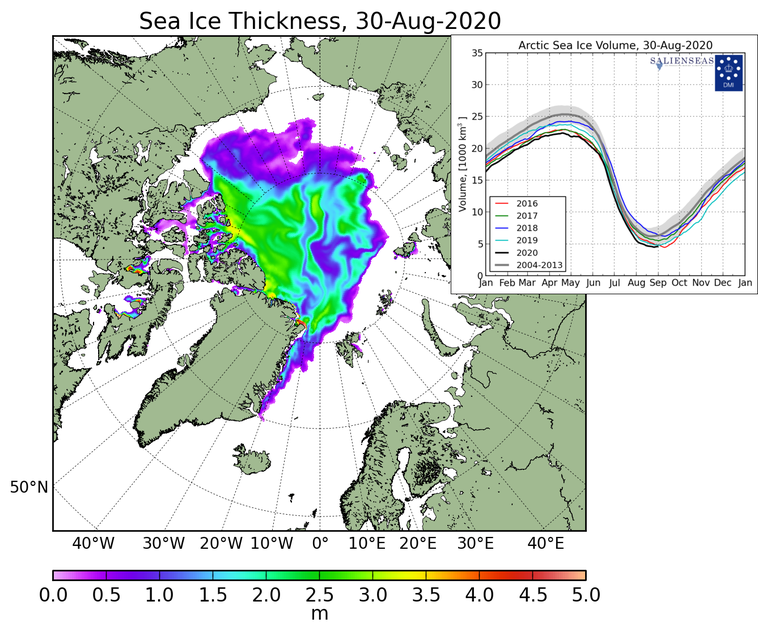 Sea Ice Thickness, 30-Aug-2020
Arctic Sea Ice Volume, 30-Aug-2020
SALIENSEAS
DMI
Volume, [1000 km³]
35
30
25
20
15
10
5
0
2016
2017
2018
2019
2020
2004-2013
Jan Feb Mar Apr May Jun Jul Aug Sep Oct Nov Dec Jan
50°N
40°W 30°W 20°W 10°W 0° 10°E 20°E 30°E 40°E
0.0 0.5 1.0 1.5 2.0 2.5 3.0 3.5 4.0 4.5 5.0
m